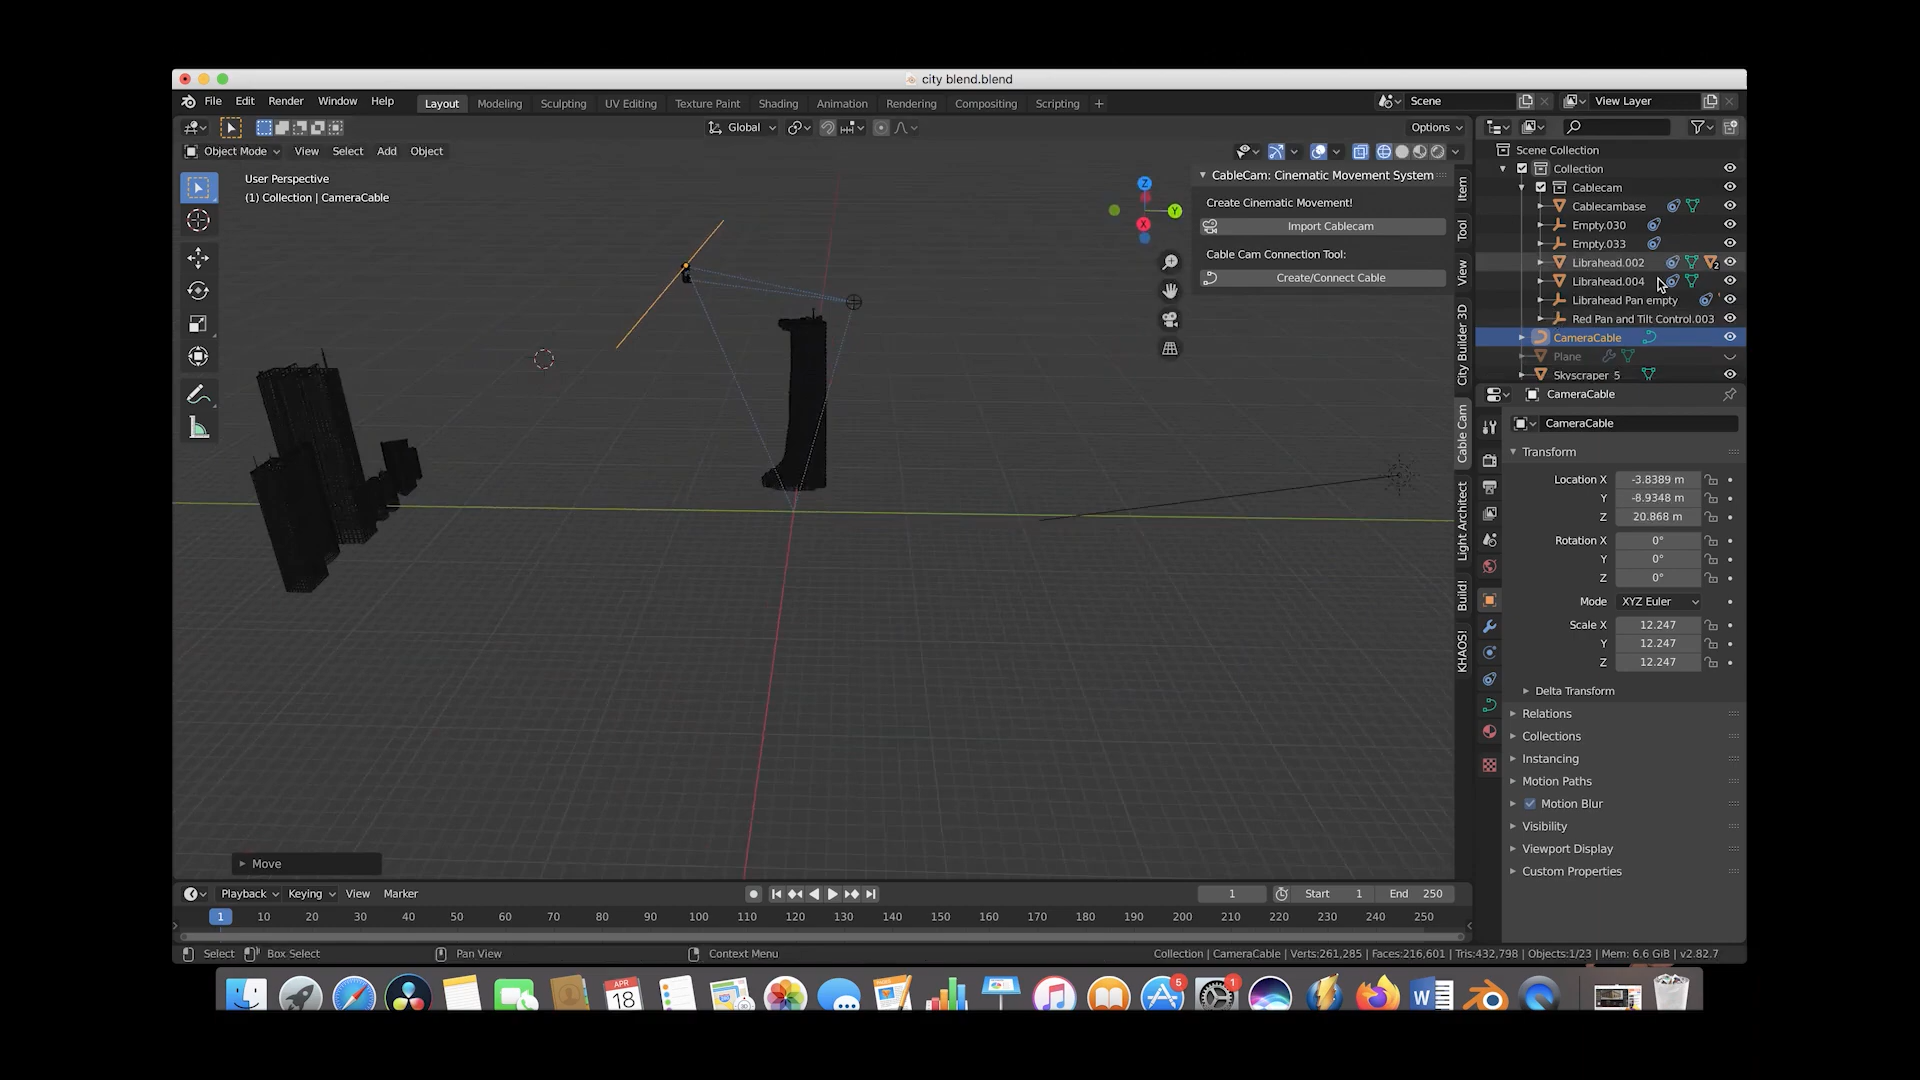 city blend.blend
File Edit Render Window Help Layout Modeling Sculpting UV Editing Texture Paint Shading Animation Rendering Compositing Scripting + Scene View Layer
Global Options
Object Mode View Select Add Object
User Perspective
(1) Collection | CameraCable
Z
Y
X
CableCam: Cinematic Movement System
Create Cinematic Movement!
Import Cablecam
Cable Cam Connection Tool:
Create/Connect Cable
Item
Tool
View
City Builder 3D
Cable Cam
Light Architect
Build!
KHAOS!
Scene Collection
Collection
Cablecam
Cablecambase
Empty.030
Empty.033
Librahead.002 2
Librahead.004
Librahead Pan empty
Red Pan and Tilt Control.003
CameraCable
Plane
Skyscraper 5
CameraCable
CameraCable
Transform
Location X -3.8389 m
Y -8.9348 m
Z 20.868 m
Rotation X 0°
Y 0°
Z 0°
Mode XYZ Euler
Scale X 12.247
Y 12.247
Z 12.247
Delta Transform
Relations
Collections
Instancing
Motion Paths
Motion Blur
Visibility
Viewport Display
Custom Properties
Move
Playback Keying View Marker 1 Start 1 End 250
1 10 20 30 40 50 60 70 80 90 100 110 120 130 140 150 160 170 180 190 200 210 220 230 240 250
Select Box Select Pan View Context Menu Collection | CameraCable | Verts:261,285 | Faces:216,601 | Tris:432,798 | Objects:1/23 | Mem: 6.6 GiB | v2.82.7
APR
18
5
1
W